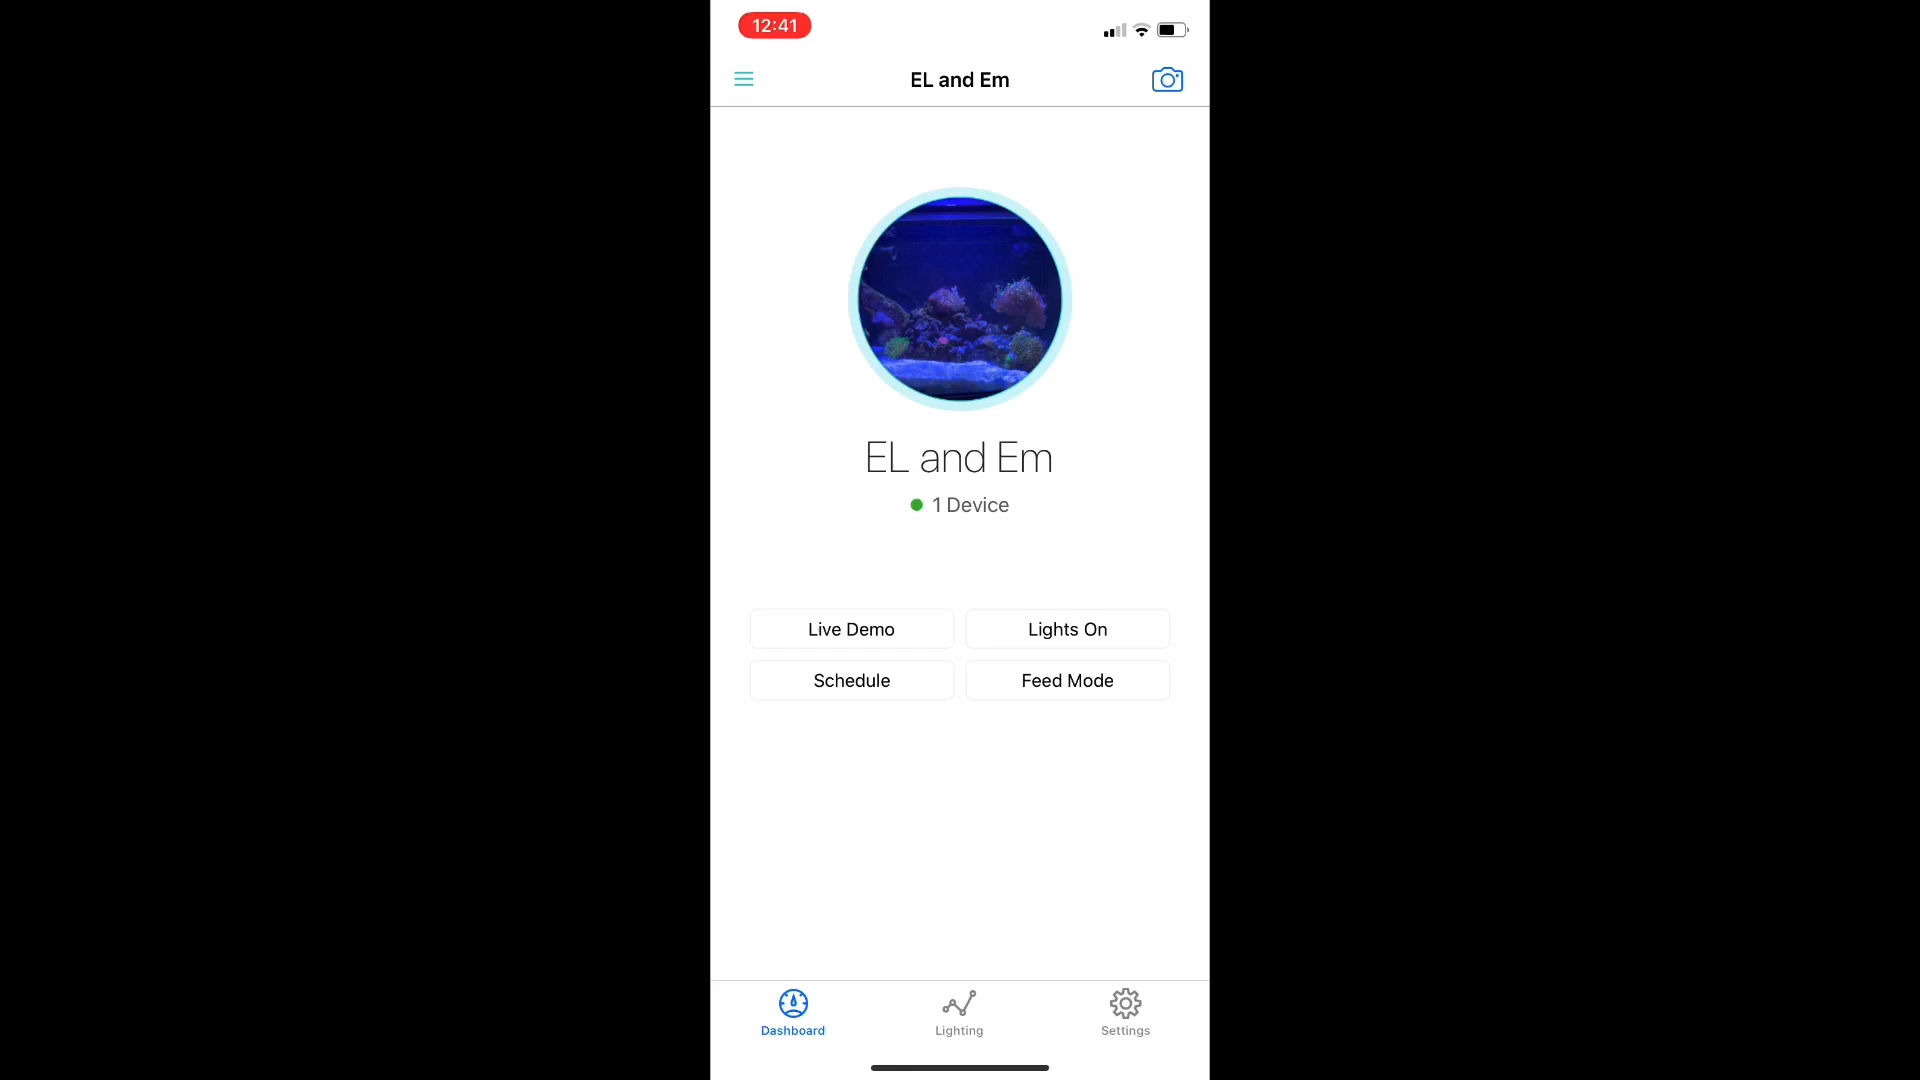 12:41
EL and Em
EL and Em
1 Device
Live Demo
Lights On
Schedule
Feed Mode
Dashboard
Lighting
Settings